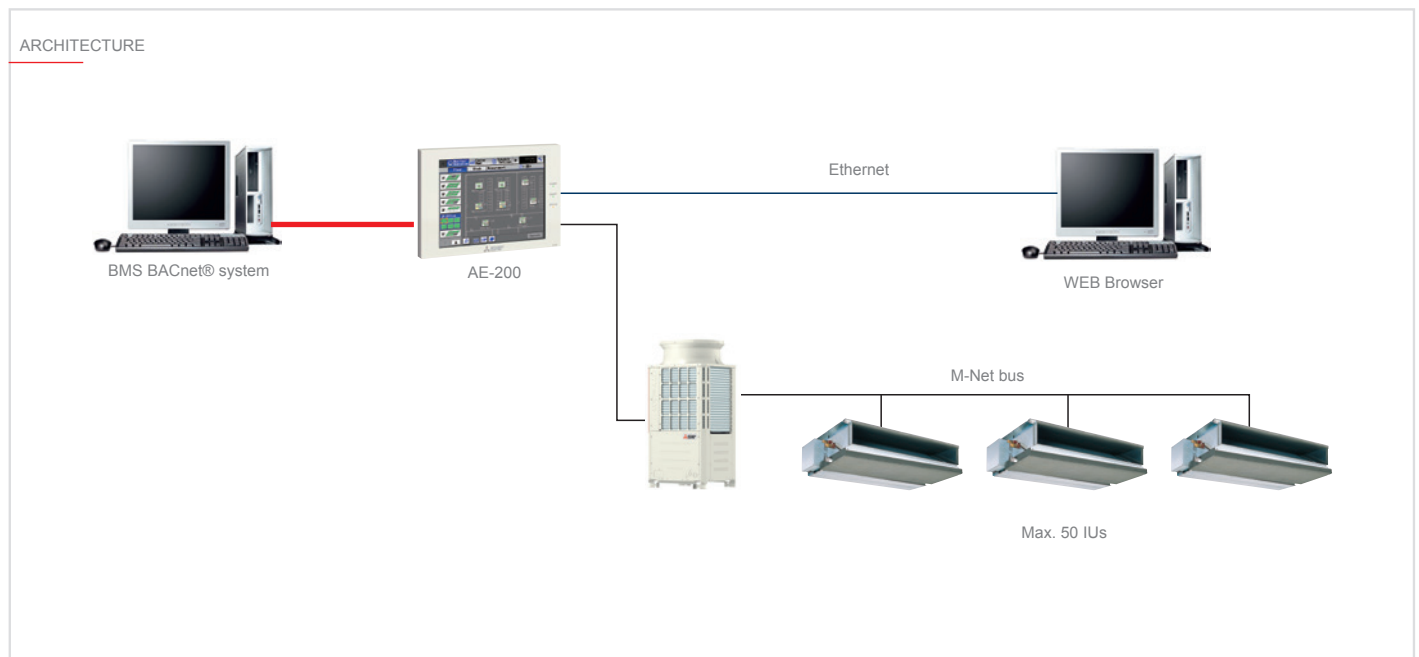 ARCHITECTURE
Ethernet
BMS BACnet® system
AE-200
WEB Browser
M-Net bus
Max. 50 IUs